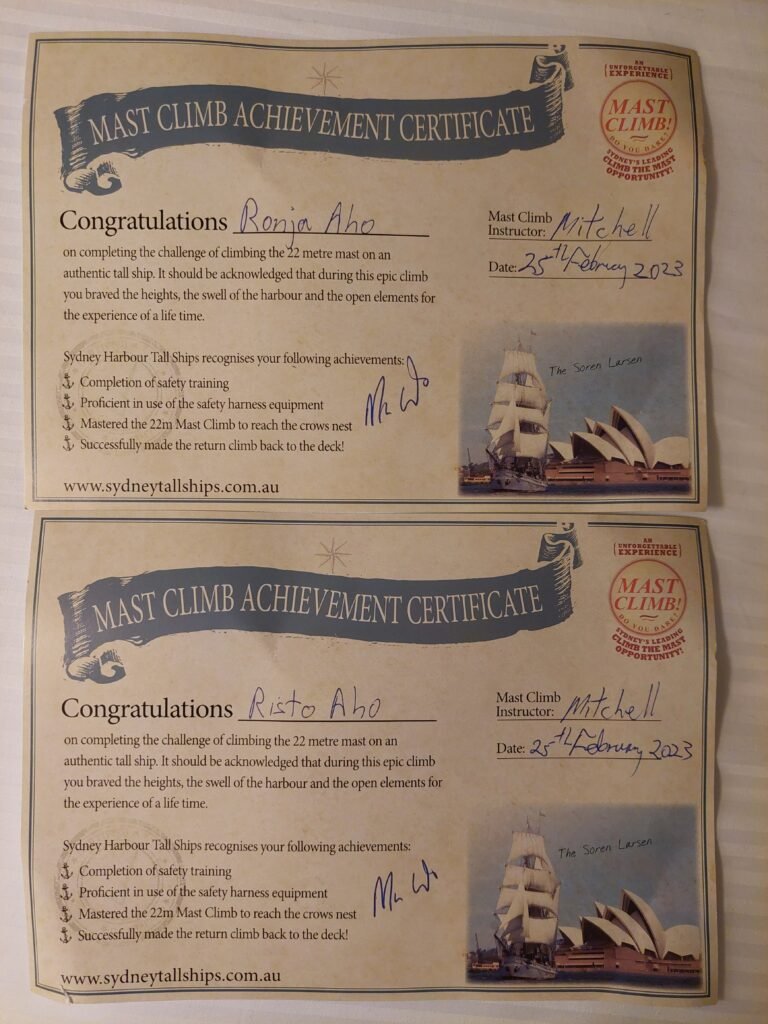 MAST CLIMB ACHIEVEMENT CERTIFICATE
AN
UNFORGETTABLE
EXPERIENCE
MAST
CLIMB!
DO YOU DARE?
SYDNEY'S LEADING
CLIMB THE MAST
OPPORTUNITY!
Congratulations Ronja Aho
Mast Climb
Instructor: Mitchell
Date: 25th February 2023
on completing the challenge of climbing the 22 metre mast on an
authentic tall ship. It should be acknowledged that during this epic climb
you braved the heights, the swell of the harbour and the open elements for
the experience of a life time.
Sydney Harbour Tall Ships recognises your following achievements:
Completion of safety training
Proficient in use of the safety harness equipment
Mastered the 22m Mast Climb to reach the crows nest
Successfully made the return climb back to the deck!
The Soren Larsen
www.sydneytallships.com.au
MAST CLIMB ACHIEVEMENT CERTIFICATE
AN
UNFORGETTABLE
EXPERIENCE
MAST
CLIMB!
DO YOU DARE?
SYDNEY'S LEADING
CLIMB THE MAST
OPPORTUNITY!
Congratulations Risto Aho
Mast Climb
Instructor: Mitchell
Date: 25th February 2023
on completing the challenge of climbing the 22 metre mast on an
authentic tall ship. It should be acknowledged that during this epic climb
you braved the heights, the swell of the harbour and the open elements for
the experience of a life time.
Sydney Harbour Tall Ships recognises your following achievements:
Completion of safety training
Proficient in use of the safety harness equipment
Mastered the 22m Mast Climb to reach the crows nest
Successfully made the return climb back to the deck!
The Soren Larsen
www.sydneytallships.com.au